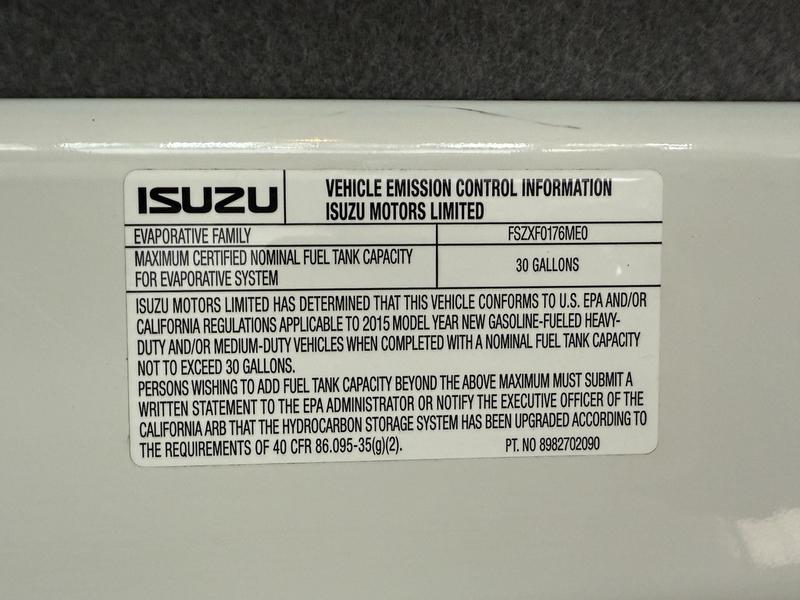 ISUZU
VEHICLE EMISSION CONTROL INFORMATION
ISUZU MOTORS LIMITED
EVAPORATIVE FAMILY
FSZXF0176ME0
MAXIMUM CERTIFIED NOMINAL FUEL TANK CAPACITY
FOR EVAPORATIVE SYSTEM
30 GALLONS
ISUZU MOTORS LIMITED HAS DETERMINED THAT THIS VEHICLE CONFORMS TO U.S. EPA AND/OR
CALIFORNIA REGULATIONS APPLICABLE TO 2015 MODEL YEAR NEW GASOLINE-FUELED HEAVY-
DUTY AND/OR MEDIUM-DUTY VEHICLES WHEN COMPLETED WITH A NOMINAL FUEL TANK CAPACITY
NOT TO EXCEED 30 GALLONS.
PERSONS WISHING TO ADD FUEL TANK CAPACITY BEYOND THE ABOVE MAXIMUM MUST SUBMIT A
WRITTEN STATEMENT TO THE EPA ADMINISTRATOR OR NOTIFY THE EXECUTIVE OFFICER OF THE
CALIFORNIA ARB THAT THE HYDROCARBON STORAGE SYSTEM HAS BEEN UPGRADED ACCORDING TO
THE REQUIREMENTS OF 40 CFR 86.095-35(g)(2).
PT. NO 8982702090